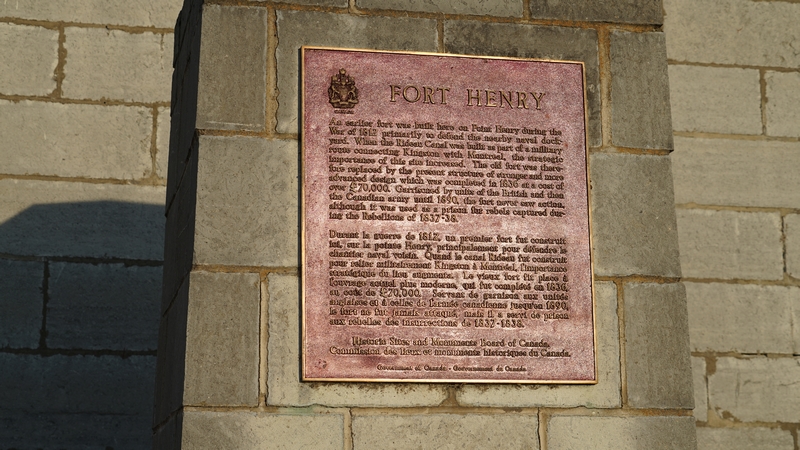 FORT HENRY
An earlier fort was built here on Point Henry during the
War of 1812 primarily to defend the nearby naval dock-
yard. When the Rideau Canal was built as part of a military
route connecting Kingston with Montreal, the strategic
importance of this site increased. The old fort was there-
fore replaced by the present structure of stronger and more
advanced design which was completed in 1836 at a cost of
over £70,000. Garrisoned by units of the British and then
the Canadian army until 1890, the fort never saw action,
although it was used as a prison for rebels captured dur-
ing the Rebellions of 1837-38.
Durant la guerre de 1812, un premier fort fut construit
ici, sur la pointe Henry, principalement pour défendre le
chantier naval voisin. Quand le canal Rideau fut construit
pour relier militairement Kingston à Montréal, l'importance
stratégique du lieu augmenta. Le vieux fort fit place à
l'ouvrage actuel plus moderne, qui fut complété en 1836,
au coût de £70,000. Servant de garnison aux unités
anglaises et à celles de l'armée canadienne jusqu'en 1890,
le fort ne fut jamais attaqué, mais il a servi de prison
aux rebelles des insurrections de 1837-1838.
Historic Sites and Monuments Board of Canada.
Commission des lieux et monuments historiques du Canada.
Government of Canada - Gouvernement du Canada